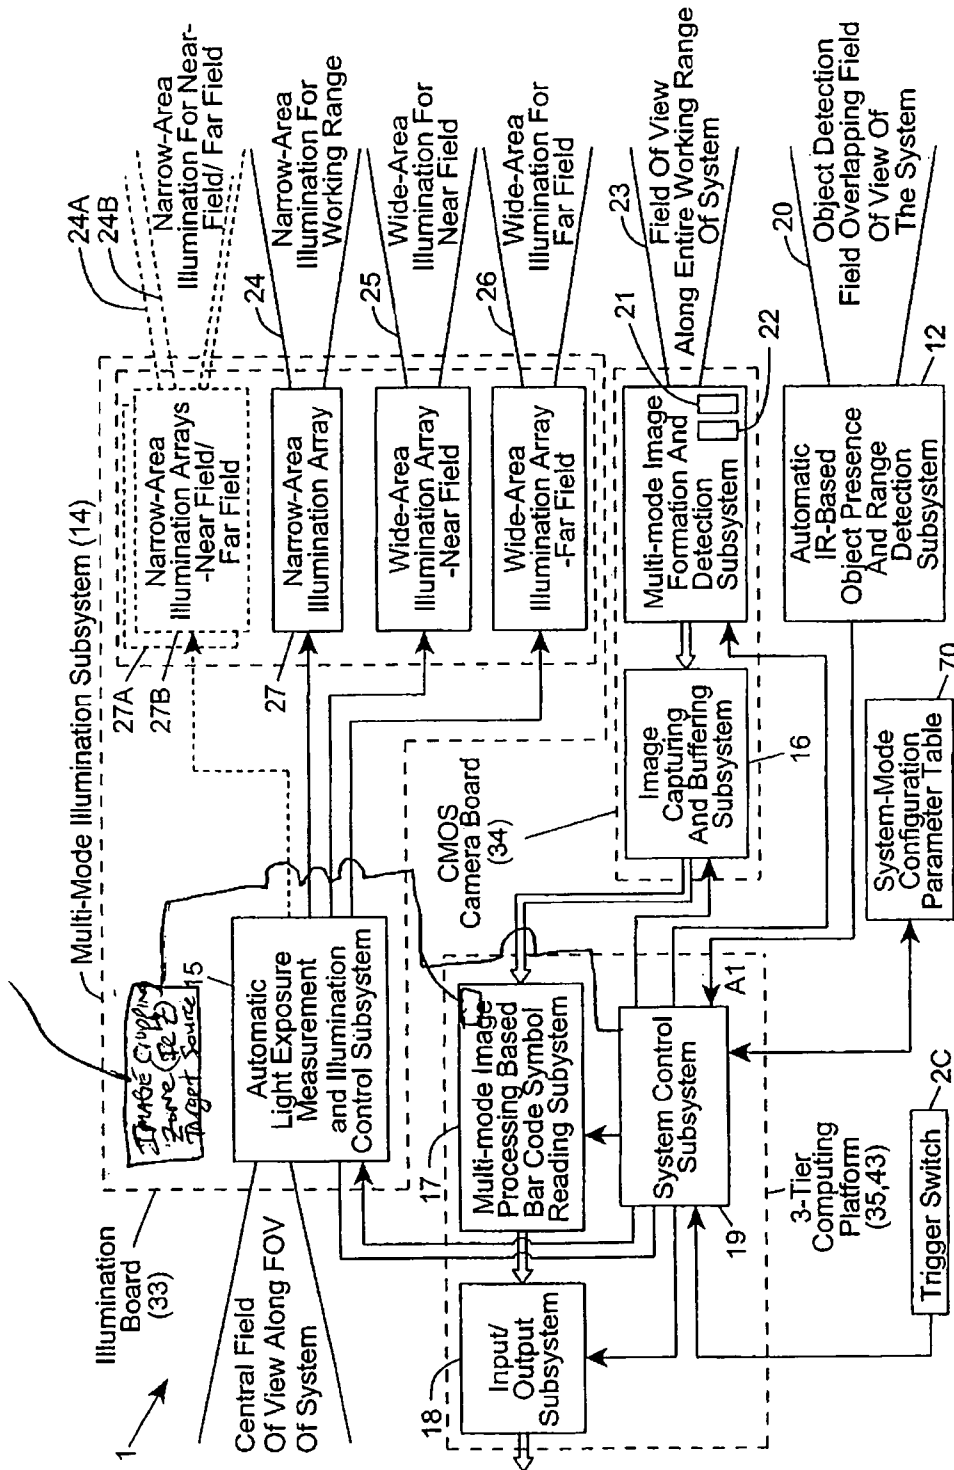 Multi-Mode Illumination Subsystem (14)
24A
24B
Narrow-Area
Illumination For Near-
Field/ Far Field
Narrow-Area
Illumination Arrays
-Near Field/
Far Field
27A
27B
24
Narrow-Area
Illumination For
Working Range
Narrow-Area
Illumination Array
27
25
Wide-Area
Illumination For
Near Field
Wide-Area
Illumination Array
-Near Field
26
Wide-Area
Illumination For
Far Field
Wide-Area
Illumination Array
-Far Field
IMAGE Cropping
Zone (ICZ)
Target Source
15
Automatic
Light Exposure
Measurement
and Illumination
Control Subsystem
Illumination
Board
(33)
1
Central Field
Of View Along FOV
Of System
CMOS
Camera Board
(34)
23
Field Of View
Along Entire Working Range
Of System
21
22
Multi-mode Image
Formation And
Detection
Subsystem
Image
Capturing
And Buffering
Subsystem
16
17
Multi-mode Image
Processing Based
Bar Code Symbol
Reading Subystem
18
Input/
Output
Subsystem
System Control
Subsystem
19
A1
3-Tier
Computing
Platform
(35,43)
20
Object Detection
Field Overlapping Field
Of View Of
The System
12
Automatic
IR-Based
Object Presence
And Range
Detection
Subsystem
70
System-Mode
Configuration
Parameter Table
2C
Trigger Switch